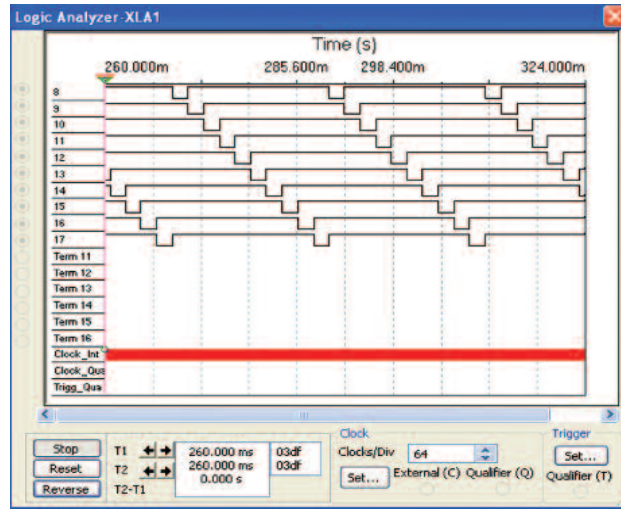 Logic Analyzer-XLA1
Time (s)
260.000m 285.600m 298.400m 324.000m
8
9
10
11
12
13
14
15
16
17
Term 11
Term 12
Term 13
Term 14
Term 15
Term 16
Clock_Int
Clock_Qua
Trigg_Qua
Clock
Trigger
Stop
T1 260.000 ms 03df
Clocks/Div 64
Set...
Reset
T2 260.000 ms 03df
Set...
External (C) Qualifier (Q)
Qualifier (T)
Reverse
T2-T1 0.000 s